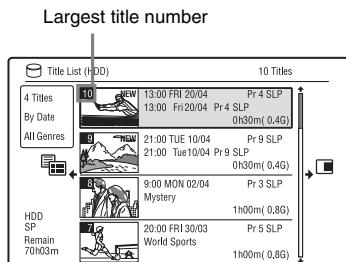 Largest title number
Title List (HDD) 10 Titles
4 Titles
By Date
All Genres
HDD
SP
Remain
70h03m
10 NEW 13:00 FRI 20/04 Pr 4 SLP
13:00 Fri20/04 Pr 4 SLP
0h30m( 0.4G)
9 NEW 21:00 TUE 10/04 Pr 9 SLP
21:00 Tue10/04 Pr 9 SLP
0h30m( 0.4G)
8 9:00 MON 02/04 Pr 3 SLP
Mystery
1h00m( 0,8G)
7 20:00 FRI 30/03 Pr 5 SLP
World Sports
1h00m( 0,8G)